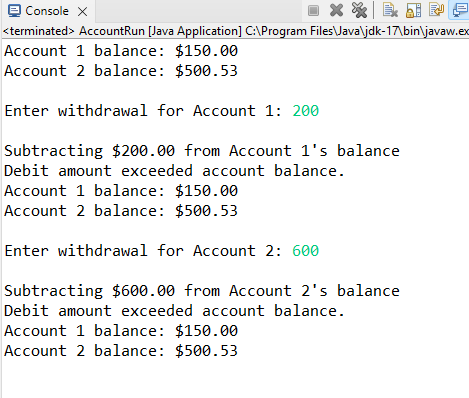 Console
<terminated> AccountRun [Java Application] C:\Program Files\Java\jdk-17\bin\javaw.ex
Account 1 balance: $150.00
Account 2 balance: $500.53
Enter withdrawal for Account 1: 200
Subtracting $200.00 from Account 1's balance
Debit amount exceeded account balance.
Account 1 balance: $150.00
Account 2 balance: $500.53
Enter withdrawal for Account 2: 600
Subtracting $600.00 from Account 2's balance
Debit amount exceeded account balance.
Account 1 balance: $150.00
Account 2 balance: $500.53